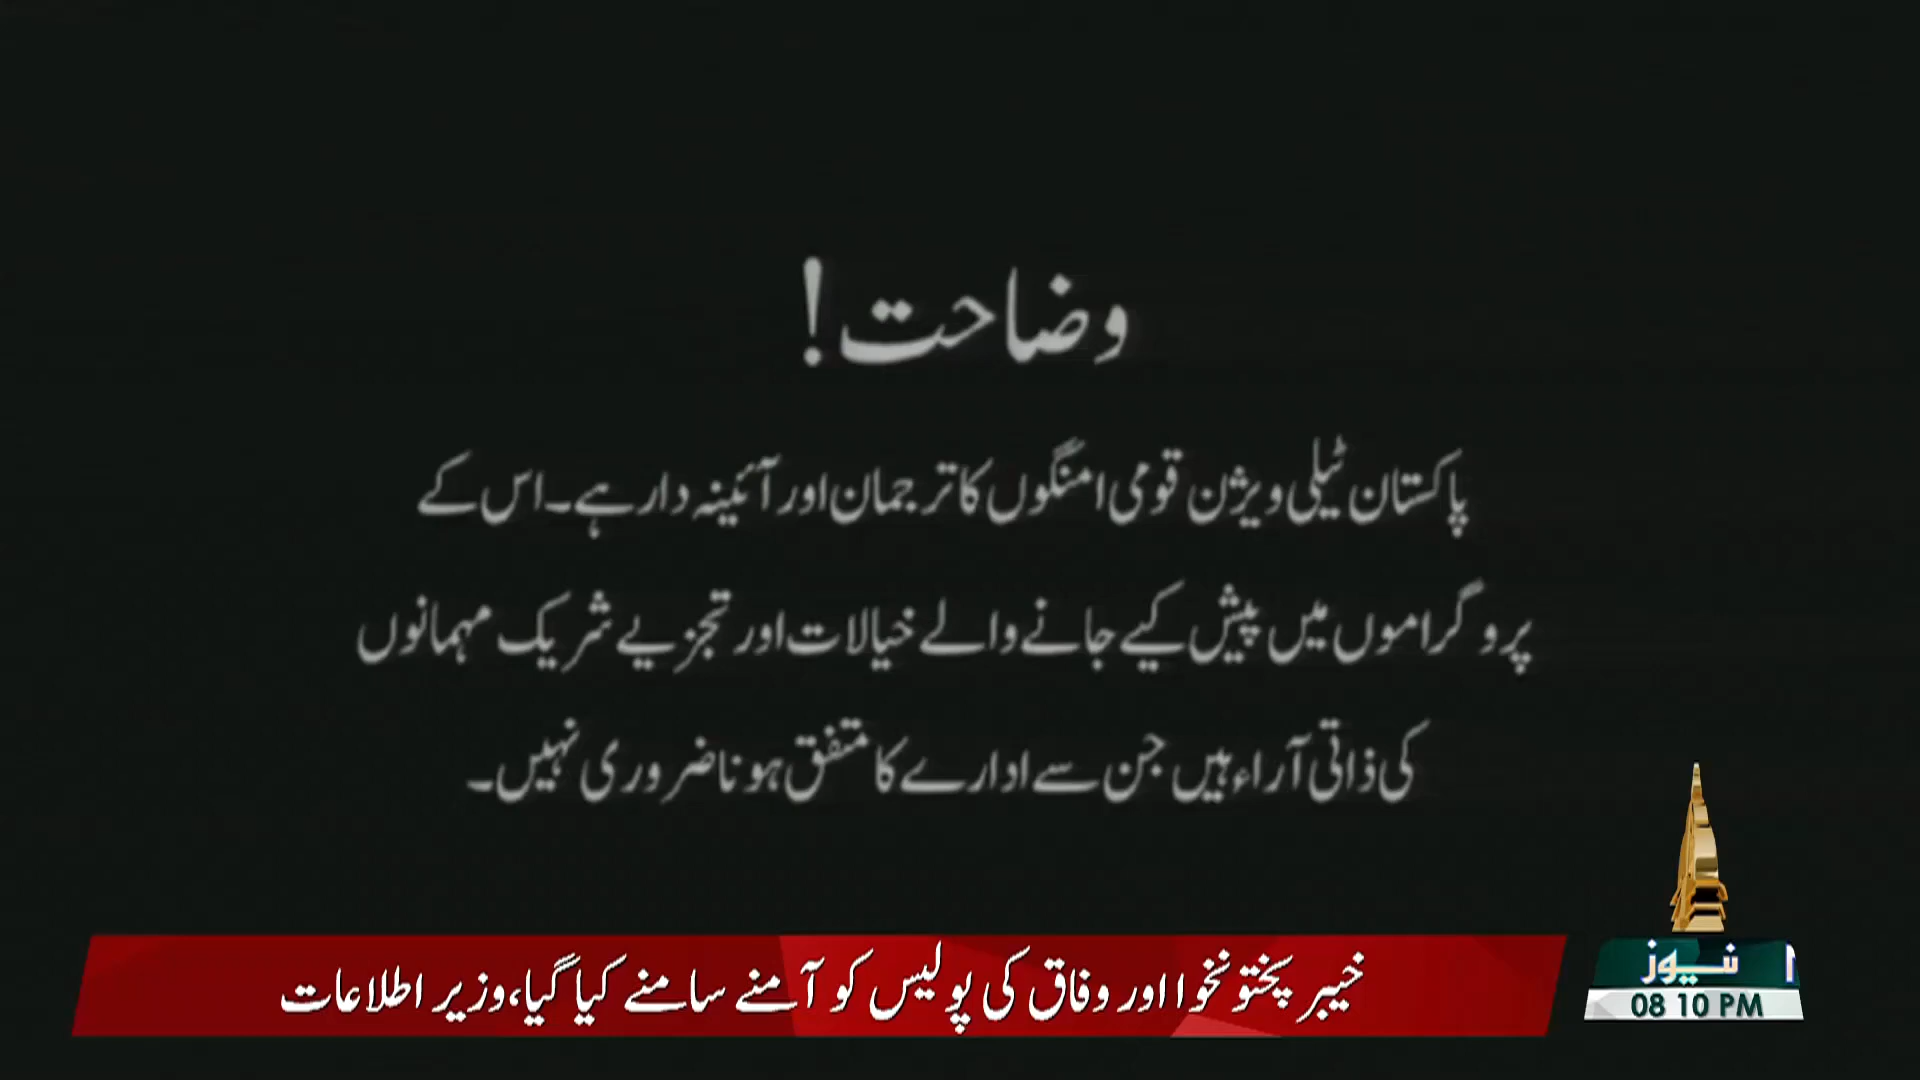 وضاحت!
پاکستان ٹیلی ویژن قومی امنگوں کا ترجمان اور آئینہ دار ہے۔ اس کے
پروگراموں میں پیش کیے جانے والے خیالات اور تجزیے شریک مہمانوں
کی ذاتی آراء ہیں جن سے ادارے کا متفق ہونا ضروری نہیں۔
خیبر پختونخوا اور وفاق کی پولیس کو آمنے سامنے کیا گیا، وزیر اطلاعات
نیوز
08 10 PM